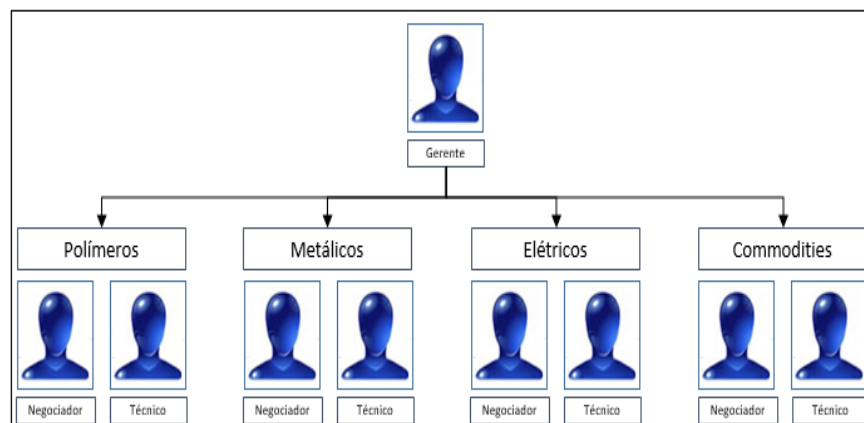 Gerente
Polímeros
Metálicos
Elétricos
Commodities
Negociador
Técnico
Negociador
Técnico
Negociador
Técnico
Negociador
Técnico